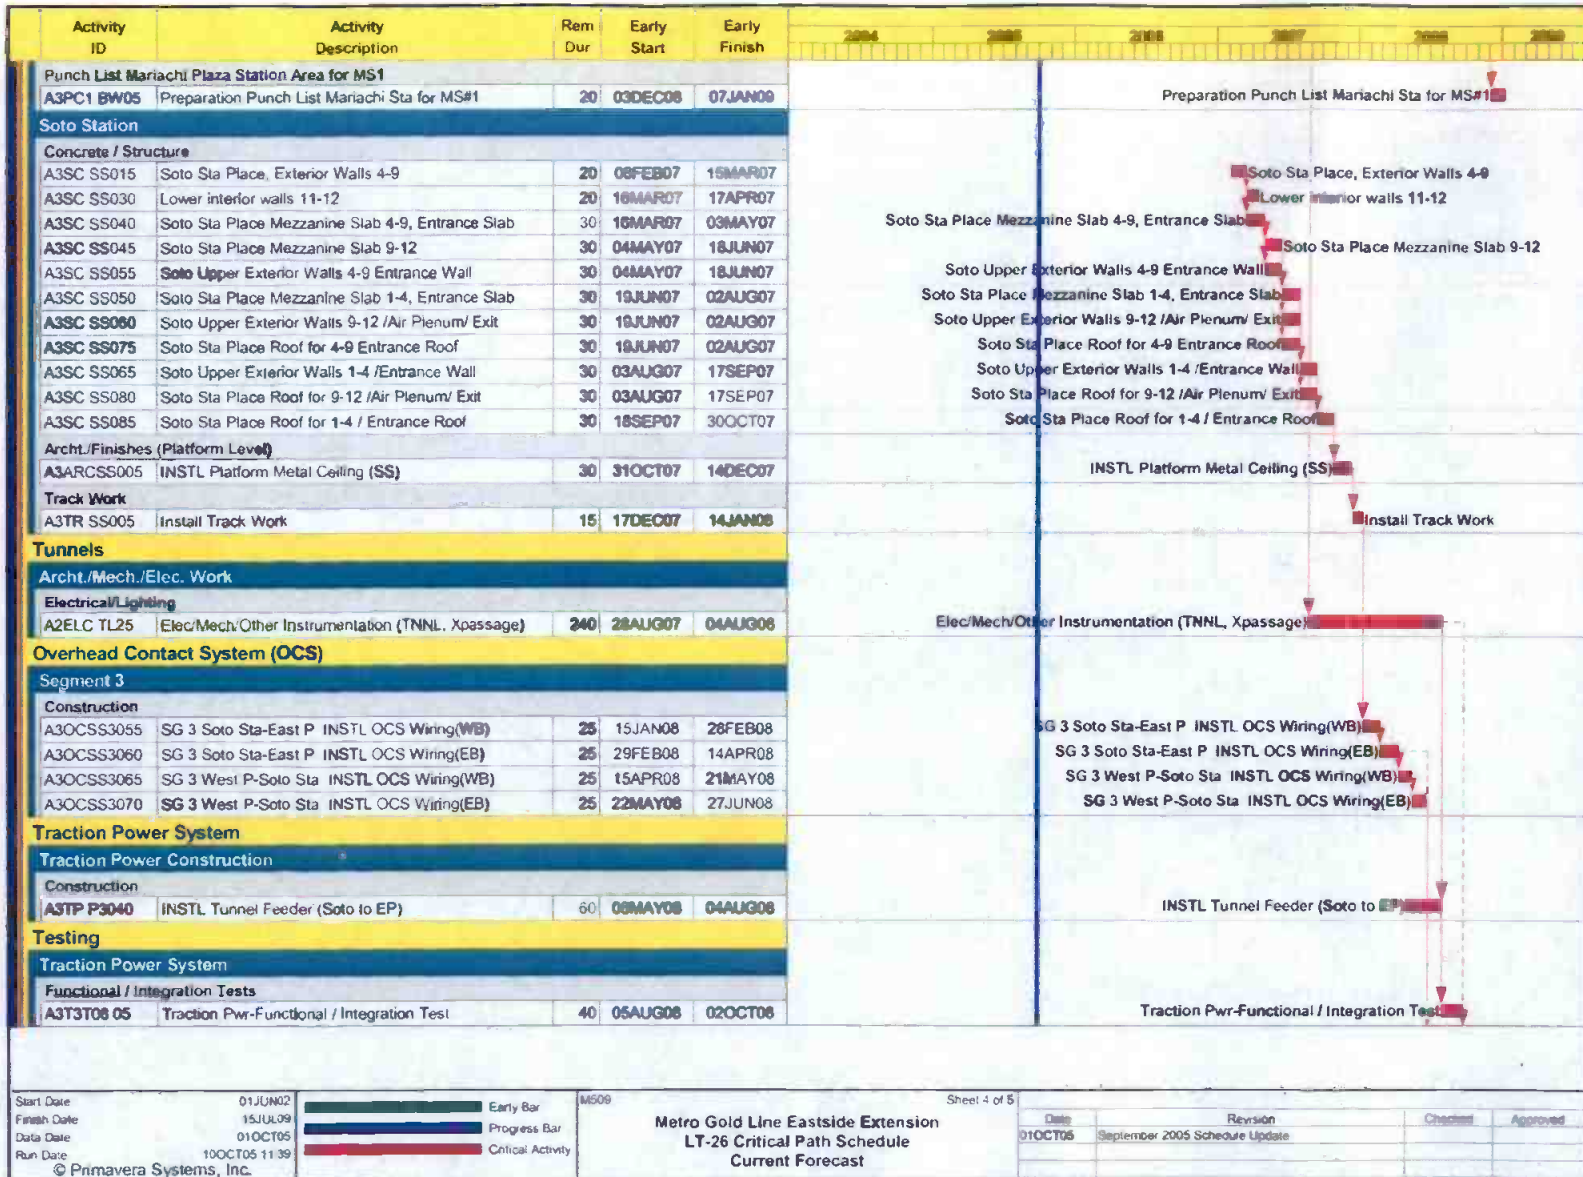 Activity ID Activity Description Rem Dur Early Start Early Finish 2004 2005 2006 2007 2008 2009
Punch List Mariachi Plaza Station Area for MS1
A3PC1 BW05 Preparation Punch List Mariachi Sta for MS#1 20 03DEC08 07JAN09 Preparation Punch List Mariachi Sta for MS#1
Soto Station
Concrete / Structure
A3SC SS015 Soto Sta Place, Exterior Walls 4-9 20 08FEB07 15MAR07 Soto Sta Place, Exterior Walls 4-9
A3SC SS030 Lower interior walls 11-12 20 16MAR07 17APR07 Lower interior walls 11-12
A3SC SS040 Soto Sta Place Mezzanine Slab 4-9, Entrance Slab 30 16MAR07 03MAY07 Soto Sta Place Mezzanine Slab 4-9, Entrance Slab
A3SC SS045 Soto Sta Place Mezzanine Slab 9-12 30 04MAY07 18JUN07 Soto Sta Place Mezzanine Slab 9-12
A3SC SS055 Soto Upper Exterior Walls 4-9 Entrance Wall 30 04MAY07 18JUN07 Soto Upper Exterior Walls 4-9 Entrance Wall
A3SC SS050 Soto Sta Place Mezzanine Slab 1-4, Entrance Slab 30 19JUN07 02AUG07 Soto Sta Place Mezzanine Slab 1-4, Entrance Slab
A3SC SS060 Soto Upper Exterior Walls 9-12 /Air Plenum/ Exit 30 19JUN07 02AUG07 Soto Upper Exterior Walls 9-12 /Air Plenum/ Exit
A3SC SS075 Soto Sta Place Roof for 4-9 Entrance Roof 30 19JUN07 02AUG07 Soto Sta Place Roof for 4-9 Entrance Roof
A3SC SS065 Soto Upper Exterior Walls 1-4 /Entrance Wall 30 03AUG07 17SEP07 Soto Upper Exterior Walls 1-4 /Entrance Wall
A3SC SS080 Soto Sta Place Roof for 9-12 /Air Plenum/ Exit 30 03AUG07 17SEP07 Soto Sta Place Roof for 9-12 /Air Plenum/ Exit
A3SC SS085 Soto Sta Place Roof for 1-4 / Entrance Roof 30 18SEP07 30OCT07 Soto Sta Place Roof for 1-4 / Entrance Roof
Archt./Finishes (Platform Level)
A3ARCSS005 INSTL Platform Metal Ceiling (SS) 30 31OCT07 14DEC07 INSTL Platform Metal Ceiling (SS)
Track Work
A3TR SS005 Install Track Work 15 17DEC07 14JAN08 Install Track Work
Tunnels
Archt./Mech./Elec. Work
Electrical/Lighting
A2ELC TL25 Elec/Mech/Other Instrumentation (TNNL, Xpassage) 240 28AUG07 04AUG08 Elec/Mech/Other Instrumentation (TNNL, Xpassage)
Overhead Contact System (OCS)
Segment 3
Construction
A3OCSS3055 SG 3 Soto Sta-East P INSTL OCS Wiring(WB) 25 15JAN08 28FEB08 SG 3 Soto Sta-East P INSTL OCS Wiring(WB)
A3OCSS3060 SG 3 Soto Sta-East P INSTL OCS Wiring(EB) 25 29FEB08 14APR08 SG 3 Soto Sta-East P INSTL OCS Wiring(EB)
A3OCSS3065 SG 3 West P-Soto Sta INSTL OCS Wiring(WB) 25 15APR08 21MAY08 SG 3 West P-Soto Sta INSTL OCS Wiring(WB)
A3OCSS3070 SG 3 West P-Soto Sta INSTL OCS Wiring(EB) 25 22MAY08 27JUN08 SG 3 West P-Soto Sta INSTL OCS Wiring(EB)
Traction Power System
Traction Power Construction
Construction
A3TP P3040 INSTL Tunnel Feeder (Soto to EP) 60 08MAY08 04AUG08 INSTL Tunnel Feeder (Soto to EP)
Testing
Traction Power System
Functional / Integration Tests
A3T3T08 05 Traction Pwr-Functional / Integration Test 40 05AUG08 02OCT08 Traction Pwr-Functional / Integration Test
Start Date 01JUN02
Finish Date 15JUL09
Data Date 01OCT05
Run Date 10OCT05 11:39
© Primavera Systems, Inc.
Early Bar
Progress Bar
Critical Activity
M509 Sheet 4 of 5
Metro Gold Line Eastside Extension
LT-26 Critical Path Schedule
Current Forecast
Date Revision Checked Approved
01OCT05 September 2005 Schedule Update